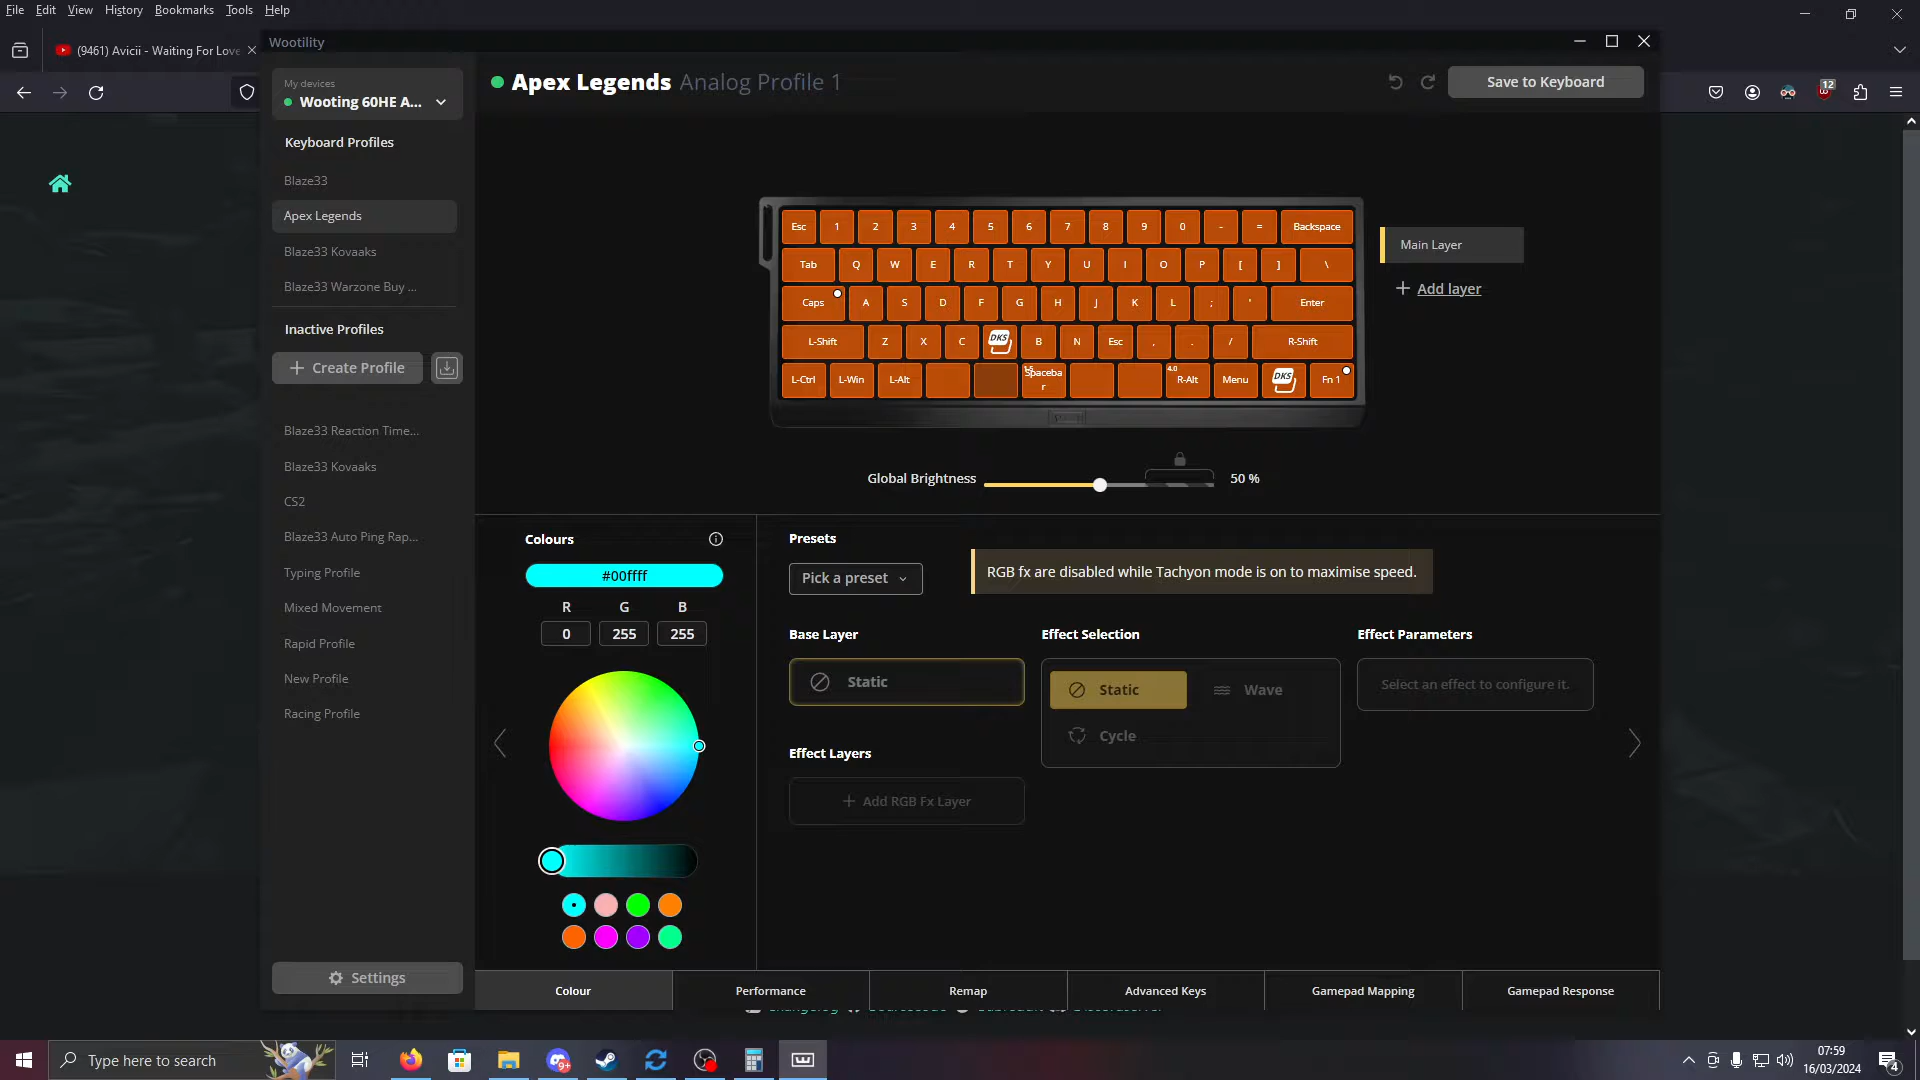 File Edit View History Bookmarks Tools Help
(9461) Avicii - Waiting For Love
Wootility
12
My devices
Wooting 60HE A...
Apex Legends Analog Profile 1
Save to Keyboard
Keyboard Profiles
Blaze33
Apex Legends
Blaze33 Kovaaks
Blaze33 Warzone Buy ...
Inactive Profiles
Create Profile
Blaze33 Reaction Time...
Blaze33 Kovaaks
CS2
Blaze33 Auto Ping Rap...
Typing Profile
Mixed Movement
Rapid Profile
New Profile
Racing Profile
Settings
Esc 1 2 3 4 5 6 7 8 9 0 - = Backspace
Tab Q W E R T Y U I O P [ ] \
Caps A S D F G H J K L ; ' Enter
L-Shift Z X C DKS B N Esc , . / R-Shift
L-Ctrl L-Win L-Alt 1.5 Spacebar 4.0 R-Alt Menu DKS Fn 1
Main Layer
+ Add layer
Global Brightness 50 %
Colours
#00ffff
R G B
0 255 255
Presets
Pick a preset
RGB fx are disabled while Tachyon mode is on to maximise speed.
Base Layer
Static
Effect Selection
Static Wave
Cycle
Effect Parameters
Select an effect to configure it.
Effect Layers
+ Add RGB Fx Layer
Colour Performance Remap Advanced Keys Gamepad Mapping Gamepad Response
Type here to search
9+
07:59
16/03/2024
4